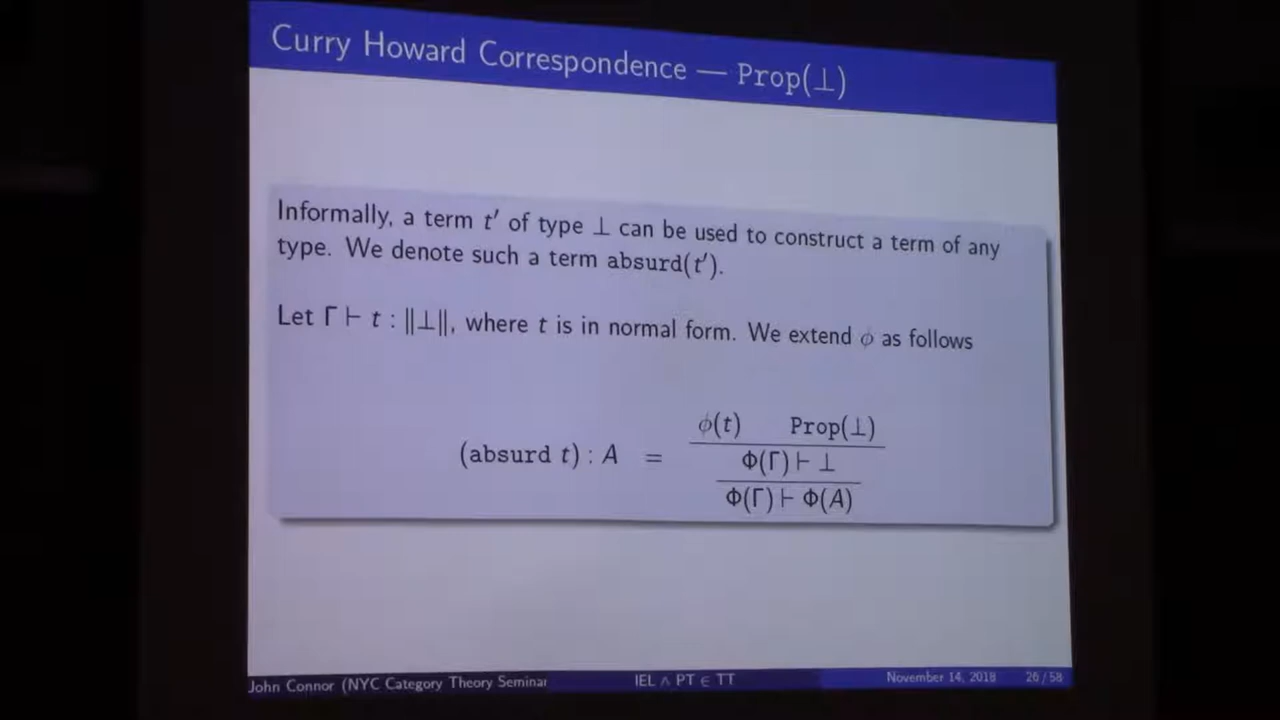 Curry Howard Correspondence — Prop(⊥)
Informally, a term t′ of type ⊥ can be used to construct a term of any
type. We denote such a term absurd(t′).
Let Γ ⊢ t : ‖⊥‖, where t is in normal form. We extend ϕ as follows
ϕ(t) Prop(⊥)
(absurd t) : A = Φ(Γ) ⊢ ⊥
Φ(Γ) ⊢ Φ(A)
John Connor (NYC Category Theory Seminar IEL ∧ PT ∈ TT November 14, 2018 26 / 58